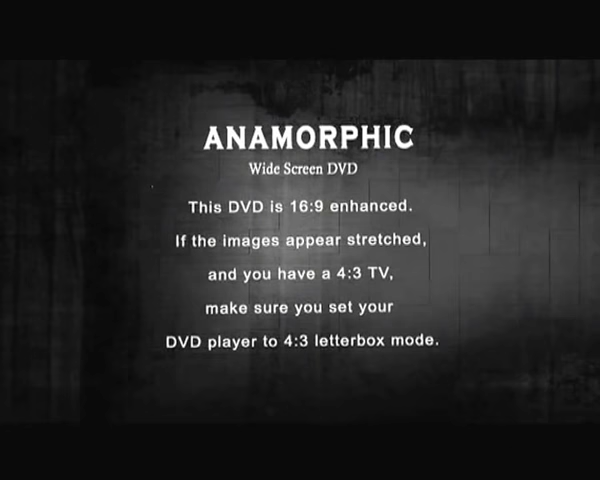 ANAMORPHIC
Wide Screen DVD
This DVD is 16:9 enhanced.
If the images appear stretched,
and you have a 4:3 TV,
make sure you set your
DVD player to 4:3 letterbox mode.